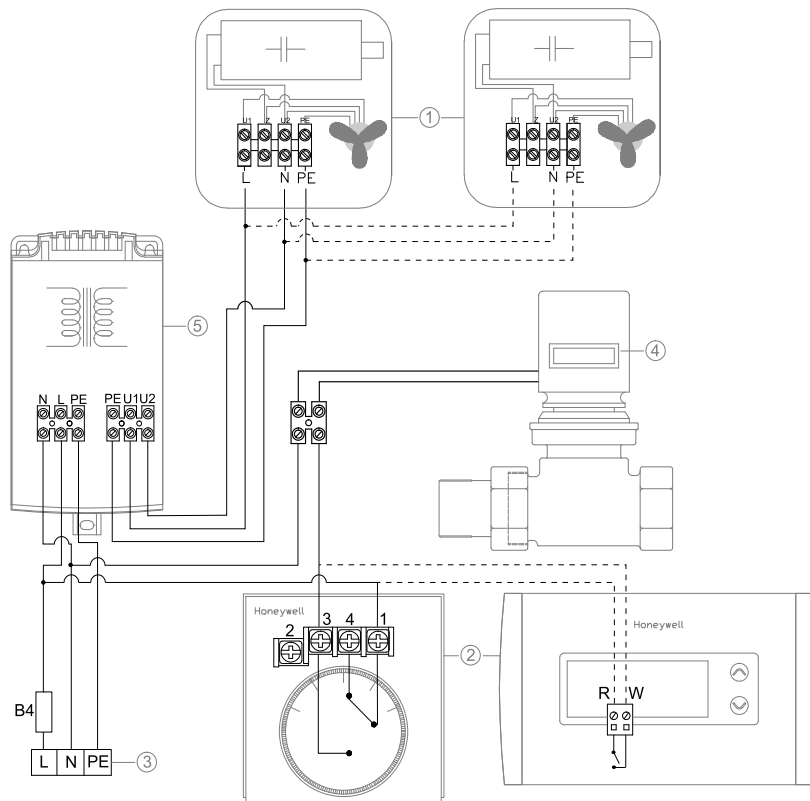 U1 Z U2 PE
L N PE
U1 Z U2 PE
L N PE
1
5
N L PE
PE U1 U2
4
Honeywell
2 3 4 1
2
Honeywell
R W
B4
L N PE
3